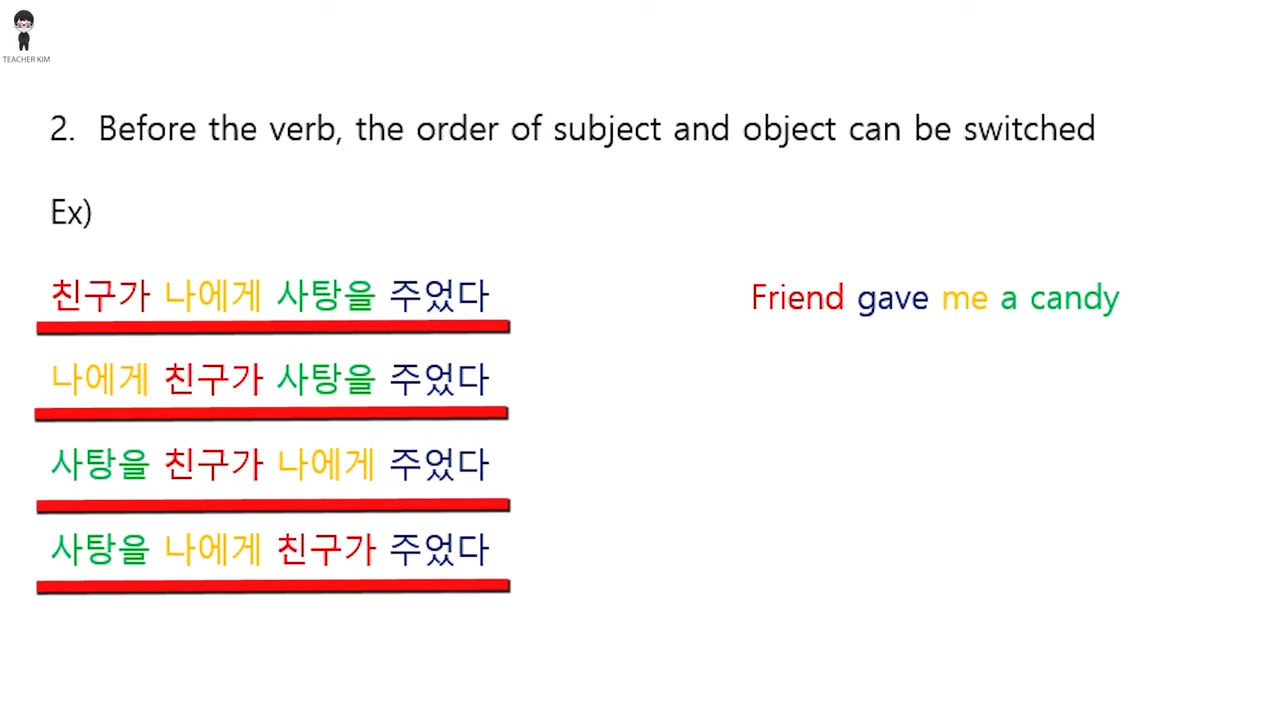 TEACHER KIM
2. Before the verb, the order of subject and object can be switched
Ex)
친구가 나에게 사탕을 주었다
Friend gave me a candy
나에게 친구가 사탕을 주었다
사탕을 친구가 나에게 주었다
사탕을 나에게 친구가 주었다